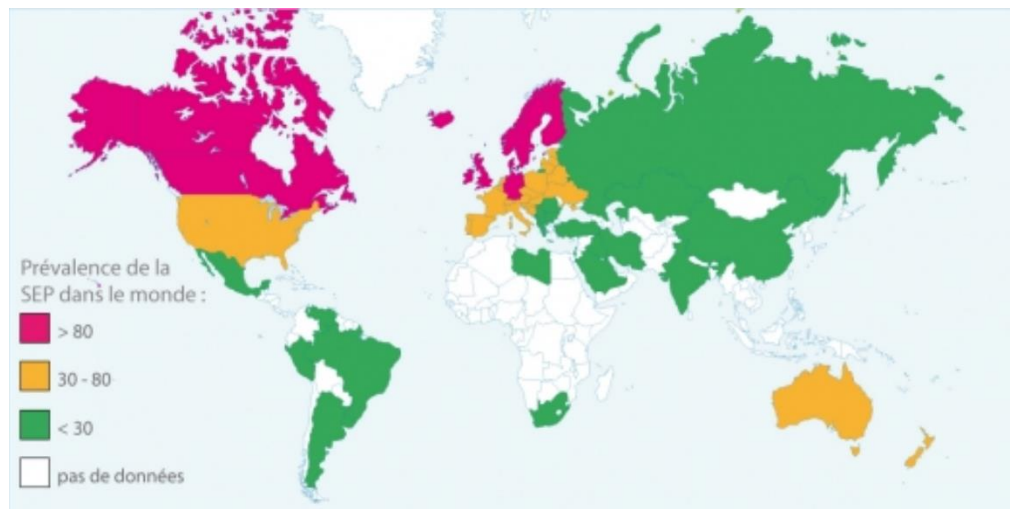 Prévalence de la
SEP dans le monde :
> 80
30 - 80
< 30
pas de données